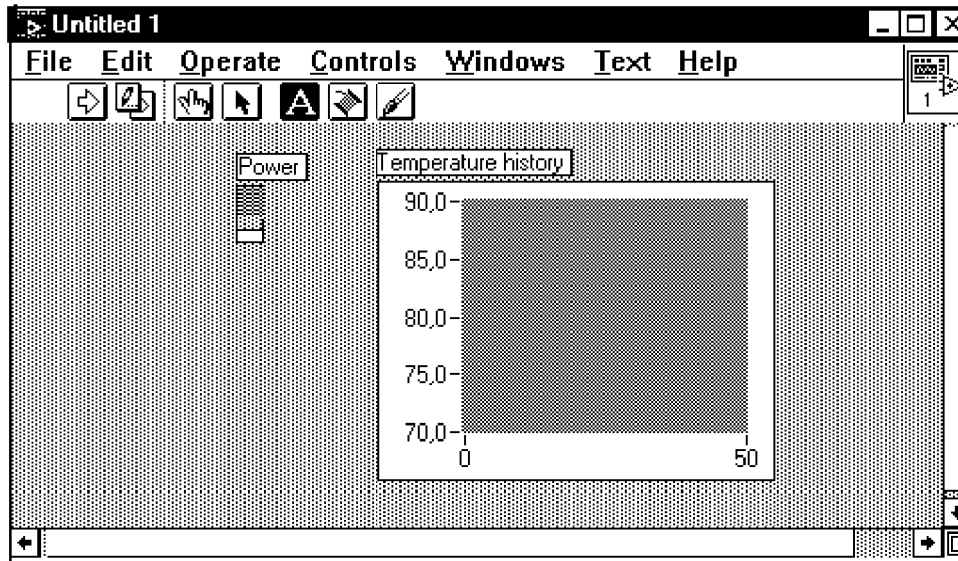 Untitled 1
File Edit Operate Controls Windows Text Help
A
1
Power
Temperature history
90,0
85,0
80,0
75,0
70,0
0 50